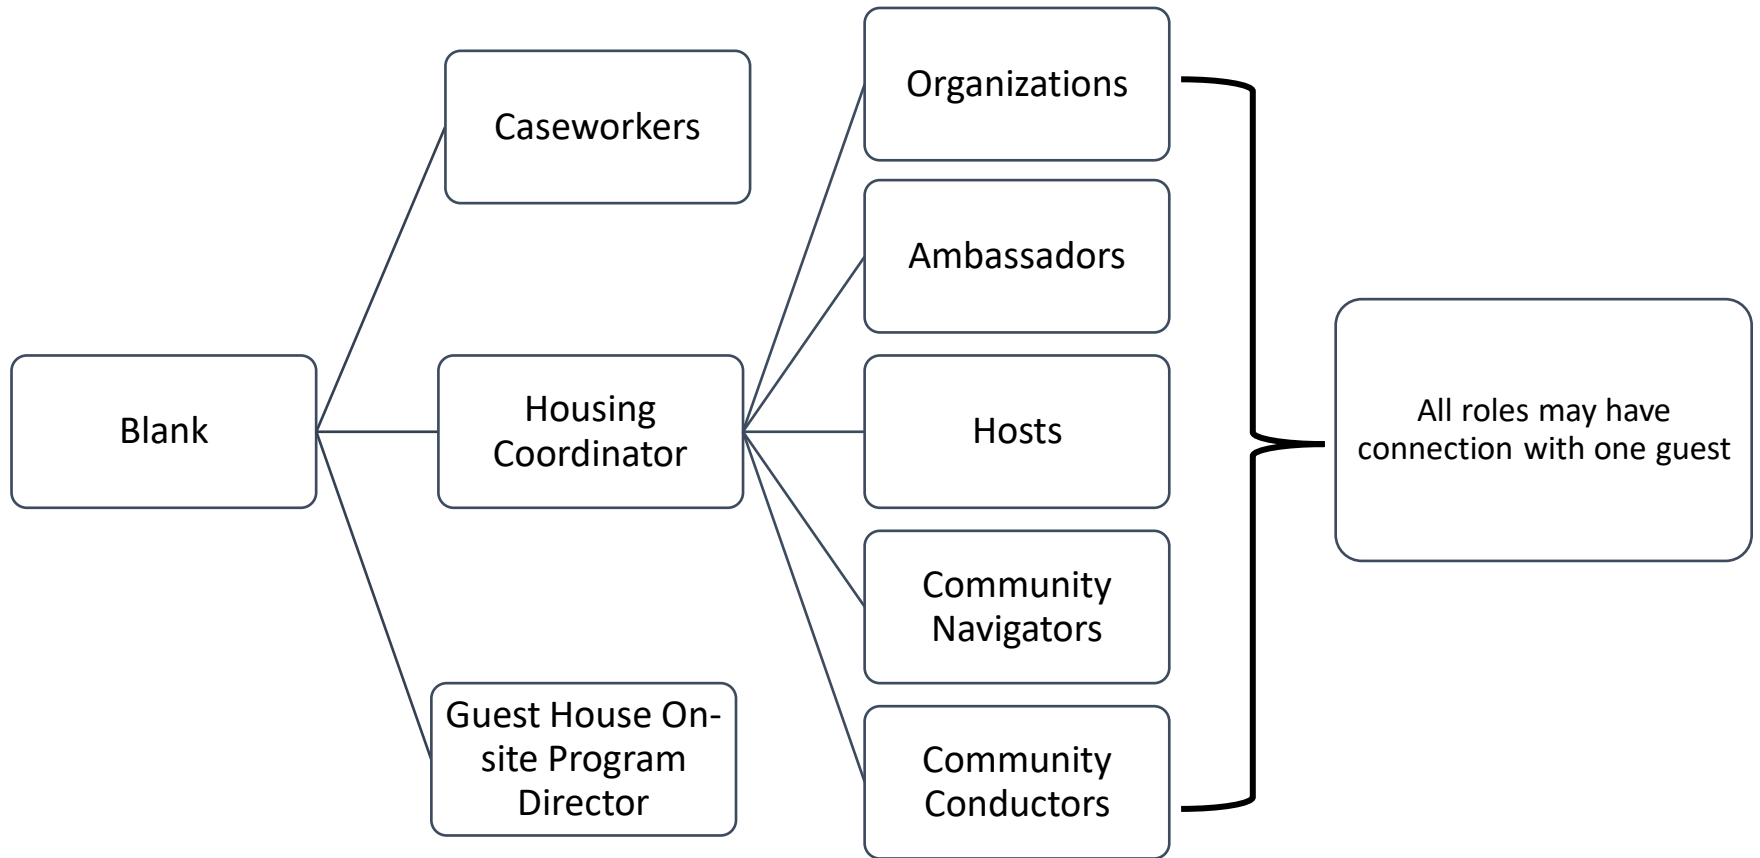 Blank
Caseworkers
Housing
Coordinator
Guest House On-
site Program
Director
Organizations
Ambassadors
Hosts
Community
Navigators
Community
Conductors
All roles may have
connection with one guest